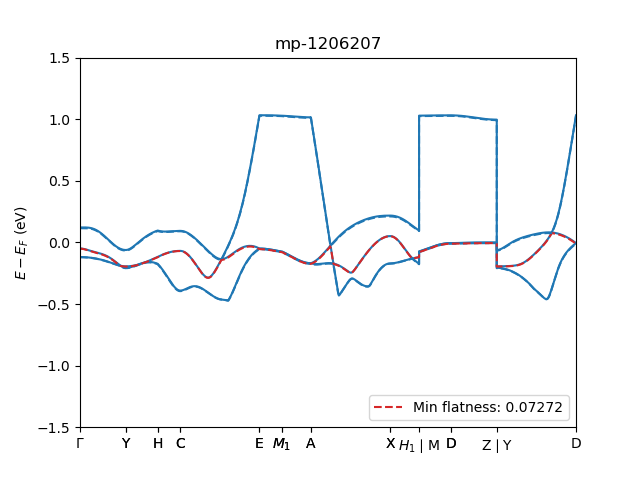 mp-1206207
1.5
1.0
0.5
0.0
−0.5
−1.0
−1.5
E − E_F (eV)
Min flatness: 0.07272
Γ Y H C E M_1 A X H_1 | M D Z | Y D